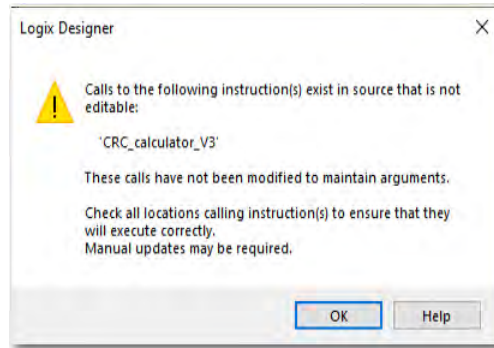 Logix Designer
Calls to the following instruction(s) exist in source that is not
editable:
'CRC_calculator_V3'
These calls have not been modified to maintain arguments.
Check all locations calling instruction(s) to ensure that they
will execute correctly.
Manual updates may be required.
OK
Help